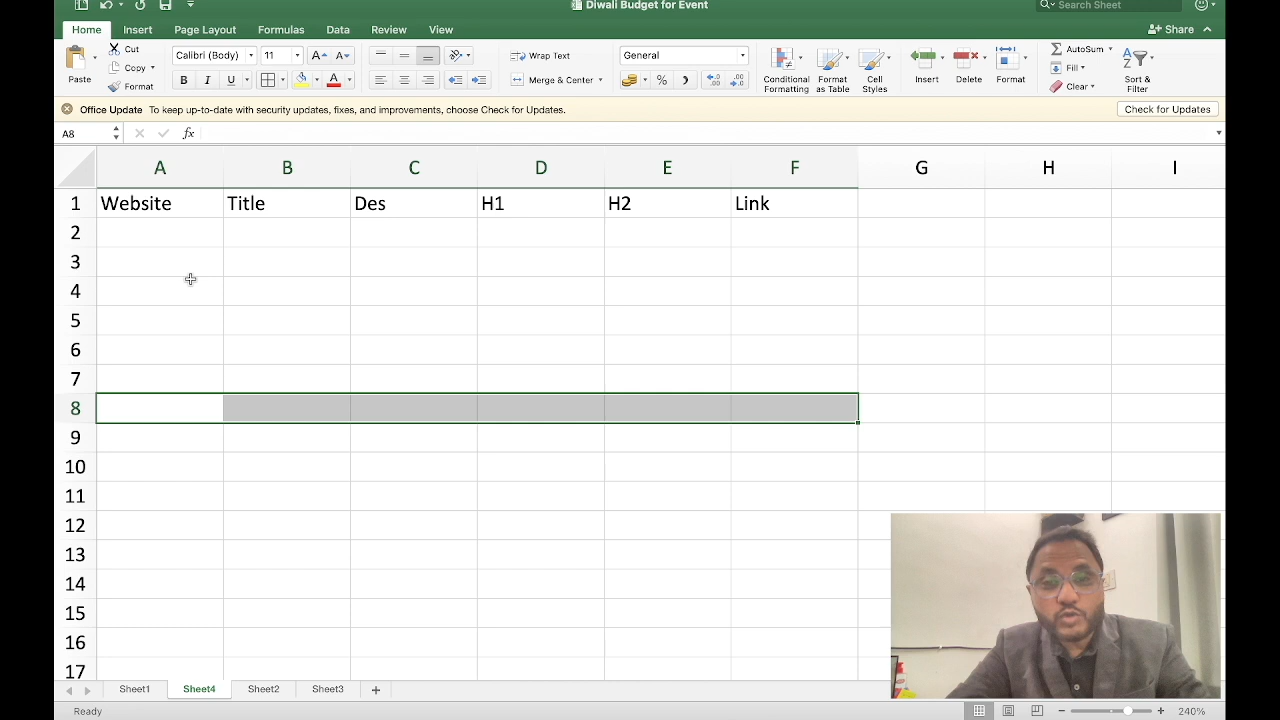 Diwali Budget for Event
Search Sheet
Home Insert Page Layout Formulas Data Review View
Share
Paste
Cut
Copy
Format
Calibri (Body) 11
A A
B I U
A
Wrap Text
Merge & Center
General
%
Conditional Formatting
Format as Table
Cell Styles
Insert
Delete
Format
AutoSum
Fill
Clear
Sort & Filter
Office Update To keep up-to-date with security updates, fixes, and improvements, choose Check for Updates.
Check for Updates
A8 fx
A B C D E F G H I
1 Website Title Des H1 H2 Link
2
3
4
5
6
7
8
9
10
11
12
13
14
15
16
17
Sheet1 Sheet4 Sheet2 Sheet3 +
Ready
240%